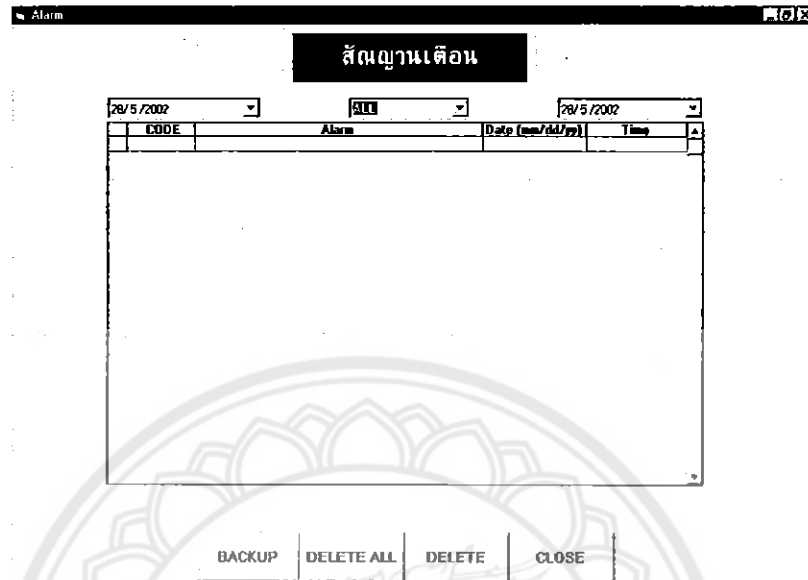 Alarm
สัณญานเตือน
28/5/2002 ALL 28/5/2002
CODE Alarm Date (mm/dd/yy) Time
BACKUP DELETE ALL DELETE CLOSE